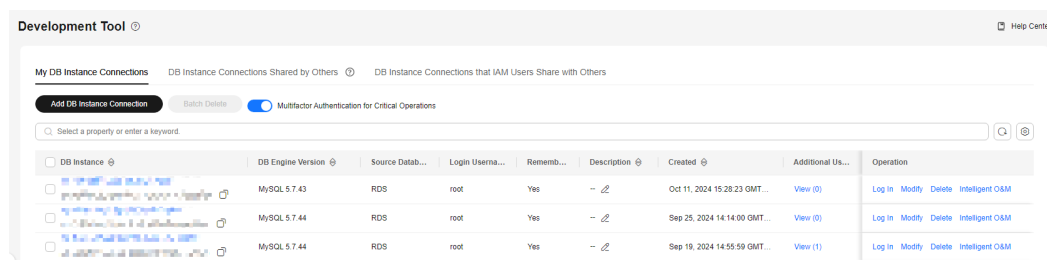 Development Tool
Help Cente
My DB Instance Connections DB Instance Connections Shared by Others DB Instance Connections that IAM Users Share with Others
Add DB Instance Connection Batch Delete Multifactor Authentication for Critical Operations
Select a property or enter a keyword.
DB Instance DB Engine Version Source Datab... Login Userna... Rememb... Description Created Additional Us... Operation
MySQL 5.7.43 RDS root Yes -- Oct 11, 2024 15:28:23 GMT... View (0) Log In Modify Delete Intelligent O&M
MySQL 5.7.44 RDS root Yes -- Sep 25, 2024 14:14:00 GMT... View (0) Log In Modify Delete Intelligent O&M
MySQL 5.7.44 RDS root Yes -- Sep 19, 2024 14:55:59 GMT... View (1) Log In Modify Delete Intelligent O&M